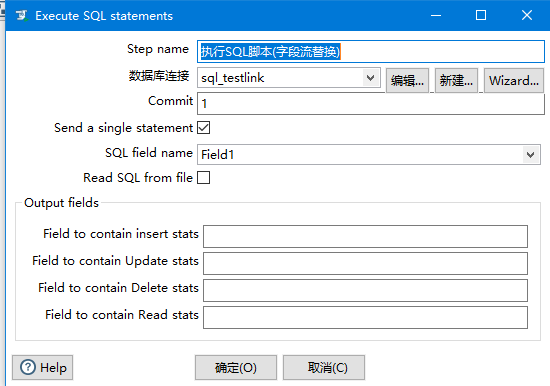 Execute SQL statements
Step name 执行SQL脚本(字段流替换)
数据库连接 sql_testlink 编辑... 新建... Wizard...
Commit 1
Send a single statement
SQL field name Field1
Read SQL from file
Output fields
Field to contain insert stats
Field to contain Update stats
Field to contain Delete stats
Field to contain Read stats
Help 确定(O) 取消(C)